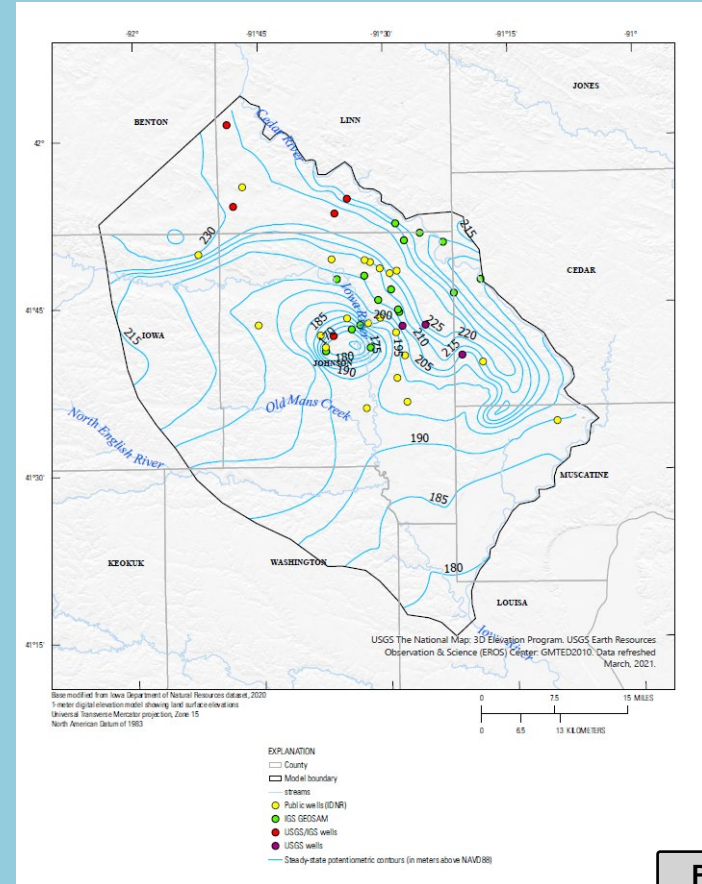 -92°
-91°45'
-91°30'
-91°15'
-91°
JONES
BENTON
LINN
Cedar River
42°
215
230
CEDAR
Iowa River
41°45'
200
225
185
210
220
215
IOWA
175
195
215
180
205
JOHNSON
190
Old Mans Creek
North English River
190
41°30'
MUSCATINE
185
KEOKUK
WASHINGTON
180
LOUISA
41°15'
USGS The National Map: 3D Elevation Program. USGS Earth Resources
Observation & Science (EROS) Center: GMTED2010. Data refreshed
March, 2021.
Base modified from Iowa Department of Natural Resources dataset, 2020
1-meter digital elevation model showing land surface elevations
Universal Transverse Mercator projection, Zone 15
North American Datum of 1983
0 7.5 15 MILES
0 6.5 13 KILOMETERS
EXPLANATION
County
Model boundary
streams
Public wells (IDNR)
IGS GEOSAM
USGS/IGS wells
USGS wells
Steady-state potentiometric contours (in meters above NAVD88)